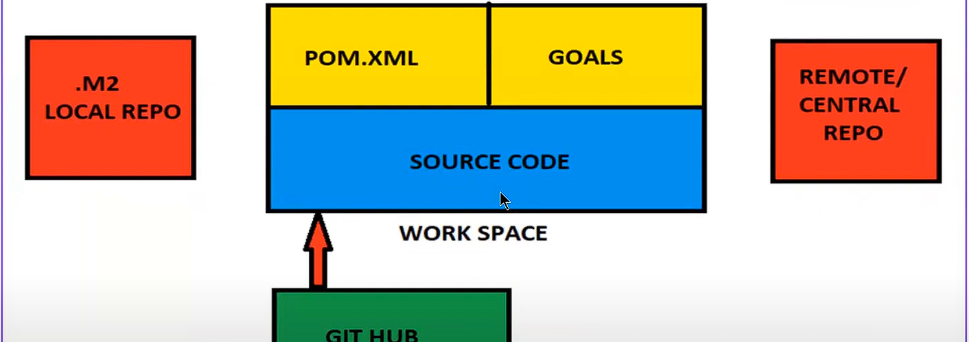 .M2
LOCAL REPO
POM.XML
GOALS
REMOTE/
CENTRAL
REPO
SOURCE CODE
WORK SPACE
GIT HUB